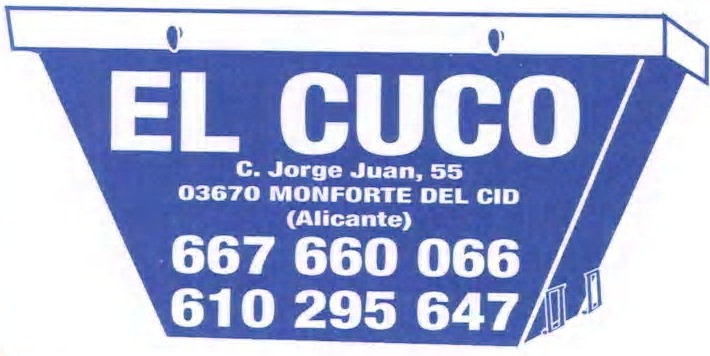 EL CUCO
C. Jorge Juan, 55
03670 MONFORTE DEL CID
(Alicante)
667 660 066
610 295 647